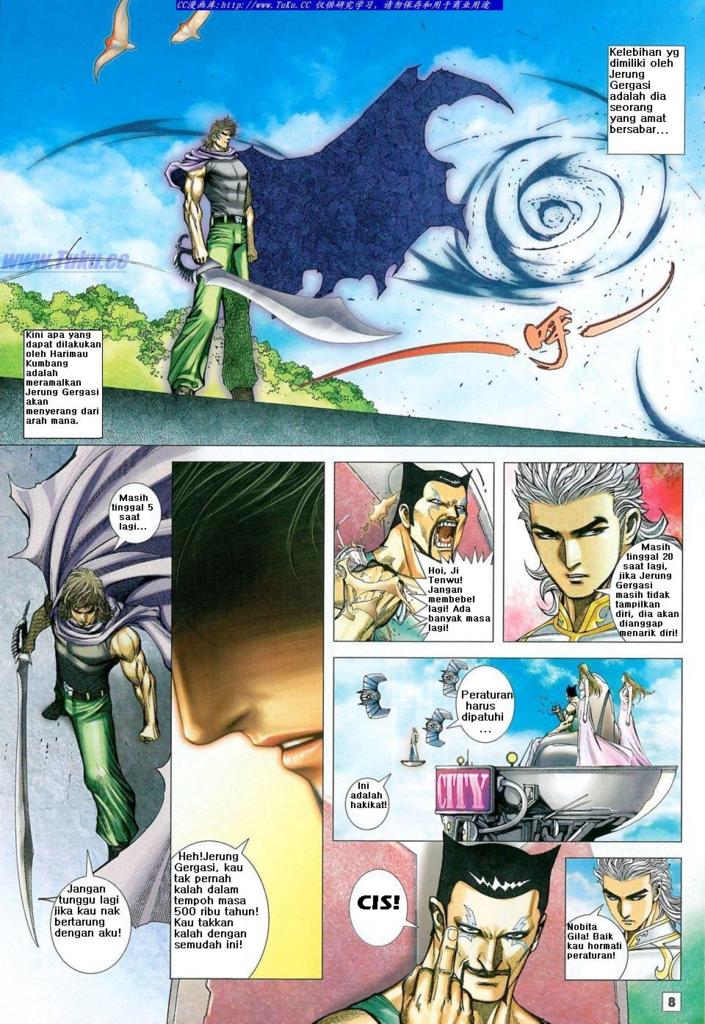 CC漫画库:http://www.TuKu.CC 仅供研究学习，请勿保存和用于商业用途
Kelebihan yg
dimiliki oleh
Jerung
Gergasi
adalah dia
seorang
yang amat
bersabar...
www.Tuku.cc
呼
Kini apa yang
dapat dilakukan
oleh Harimau
Kumbang
adalah
meramalkan
Jerung Gergasi
akan
menyerang dari
arah mana.
Masih
tinggal 5
saat
lagi...
Jangan
tunggu lagi
jika kau nak
bertarung
dengan aku!
Heh!Jerung
Gergasi, kau
tak pernah
kalah dalam
tempoh masa
500 ribu tahun!
Kau takkan
kalah dengan
semudah ini!
Hoi, Ji
Tenwu!
Jangan
membebel
lagi! Ada
banyak masa
lagi!
Masih
tinggal 20
saat lagi,
jika Jerung
Gergasi
masih tidak
tampilkan
diri, dia akan
dianggap
menarik diri!
Peraturan
harus
dipatuhi
...
Ini
adalah
hakikat!
CITY
CIS!
Nobita
Gila! Baik
kau hormati
peraturan!
8